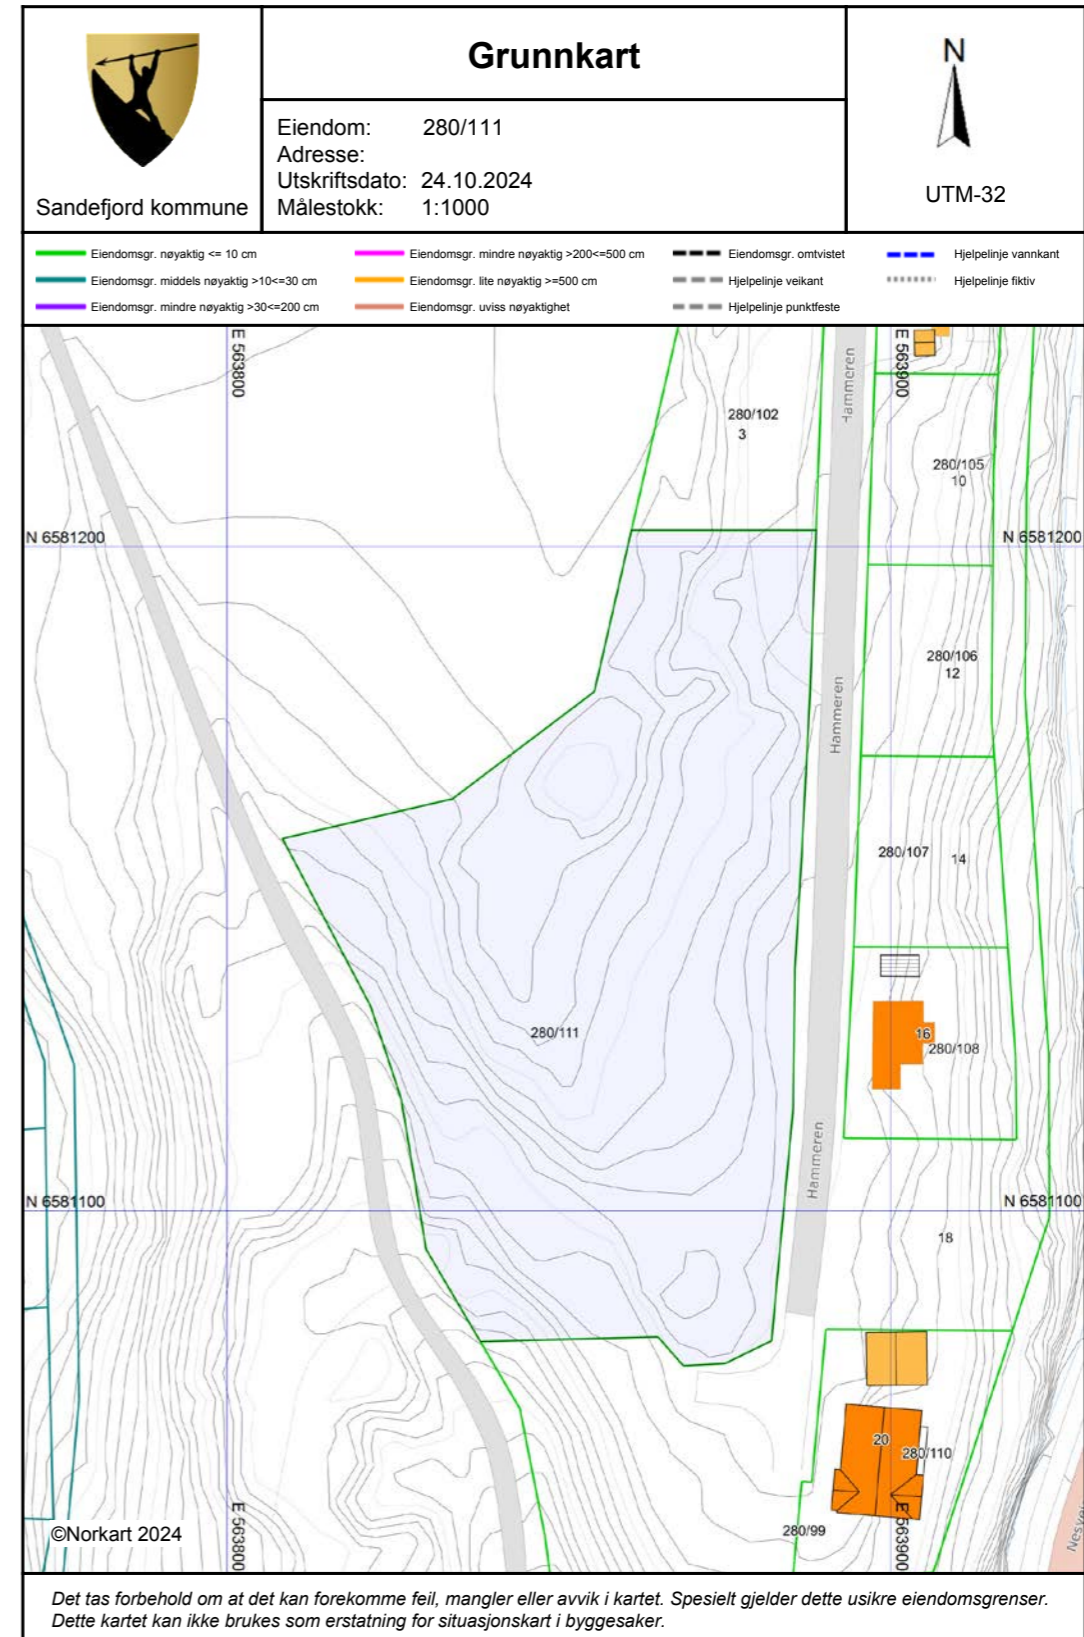 Grunnkart
Sandefjord kommune
Eiendom: 280/111
Adresse:
Utskriftsdato: 24.10.2024
Målestokk: 1:1000
N
UTM-32
Eiendomsgr. nøyaktig <= 10 cm
Eiendomsgr. middels nøyaktig >10<=30 cm
Eiendomsgr. mindre nøyaktig >30<=200 cm
Eiendomsgr. mindre nøyaktig >200<=500 cm
Eiendomsgr. lite nøyaktig >=500 cm
Eiendomsgr. uviss nøyaktighet
Eiendomsgr. omtvistet
Hjelpelinje veikant
Hjelpelinje punktfeste
Hjelpelinje vannkant
Hjelpelinje fiktiv
E 563800
E 563900
Hammeren
280/102
3
280/105
10
N 6581200
N 6581200
280/106
12
Hammeren
280/107
14
280/111
16
280/108
Hammeren
N 6581100
N 6581100
18
20
280/110
280/99
E 563800
E 563900
©Norkart 2024
Det tas forbehold om at det kan forekomme feil, mangler eller avvik i kartet. Spesielt gjelder dette usikre eiendomsgrenser.
Dette kartet kan ikke brukes som erstatning for situasjonskart i byggesaker.